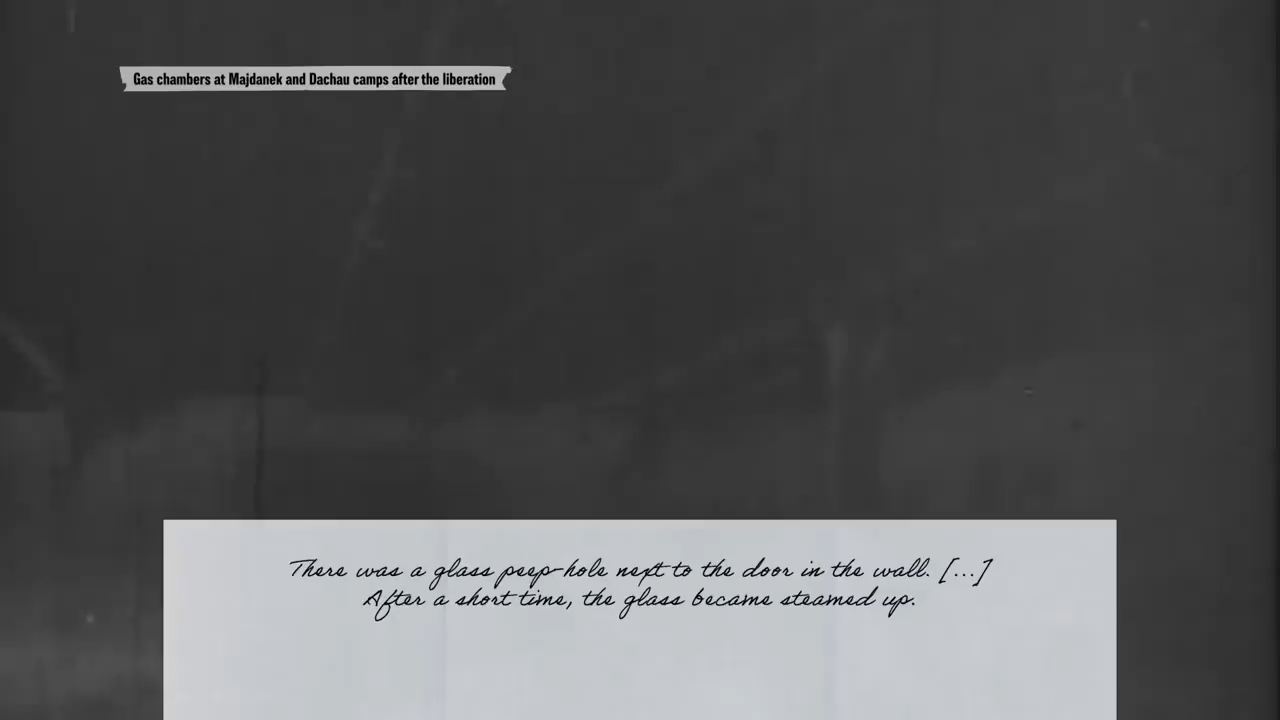 Gas chambers at Majdanek and Dachau camps after the liberation
There was a glass peep-hole next to the door in the wall. [...]
After a short time, the glass became steamed up.